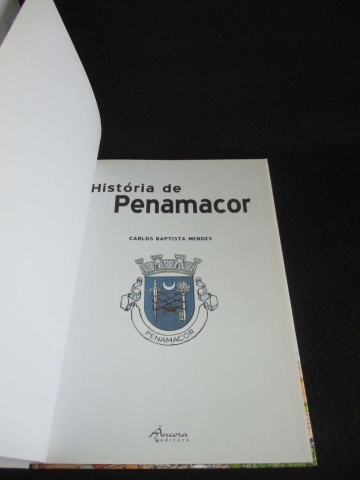 História de
Penamacor
CARLOS BAPTISTA MENDES
PENAMACOR
Âncora
editora